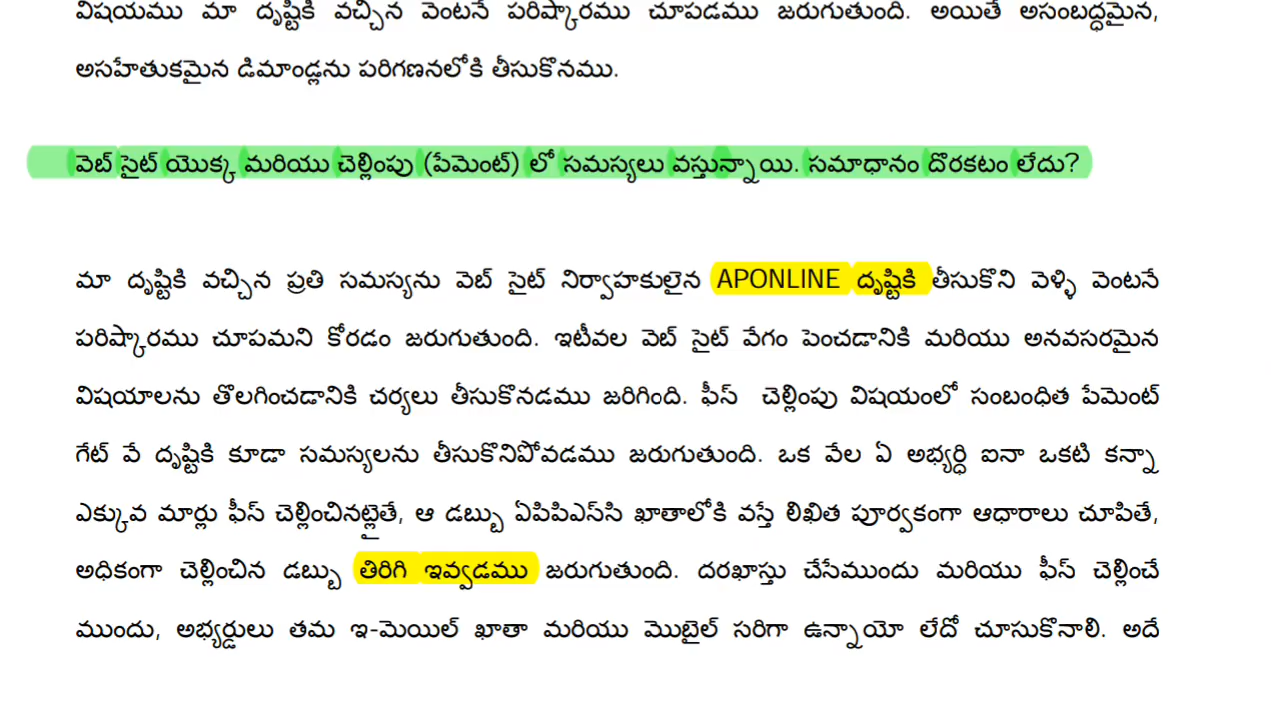 విషయము మా దృష్టికి వచ్చిన వెంటనే పరిష్కారము చూపడము జరుగుతుంది. అయితే అసంబద్ధమైన,
అసహేతుకమైన డిమాండ్లను పరిగణనలోకి తీసుకొనము.
వెబ్ సైట్ యొక్క మరియు చెల్లింపు (పేమెంట్) లో సమస్యలు వస్తున్నాయి. సమాధానం దొరకటం లేదు?
మా దృష్టికి వచ్చిన ప్రతి సమస్యను వెబ్ సైట్ నిర్వాహకులైన APONLINE దృష్టికి తీసుకొని వెళ్ళి వెంటనే
పరిష్కారము చూపమని కోరడం జరుగుతుంది. ఇటీవల వెబ్ సైట్ వేగం పెంచడానికి మరియు అనవసరమైన
విషయాలను తొలగించడానికి చర్యలు తీసుకొనడము జరిగింది. ఫీస్ చెల్లింపు విషయంలో సంబంధిత పేమెంట్
గేట్ వే దృష్టికి కూడా సమస్యలను తీసుకొనిపోవడము జరుగుతుంది. ఒక వేల ఏ అభ్యర్ధి ఐనా ఒకటి కన్నా
ఎక్కువ మార్లు ఫీస్ చెల్లించినట్లైతే, ఆ డబ్బు ఏపిపిఎస్‌సి ఖాతాలోకి వస్తే లిఖిత పూర్వకంగా ఆధారాలు చూపితే,
అధికంగా చెల్లించిన డబ్బు తిరిగి ఇవ్వడము జరుగుతుంది. దరఖాస్తు చేసేముందు మరియు ఫీస్ చెల్లించే
ముందు, అభ్యర్డులు తమ ఇ-మెయిల్ ఖాతా మరియు మొబైల్ సరిగా ఉన్నాయో లేదో చూసుకొనాలి. అదే